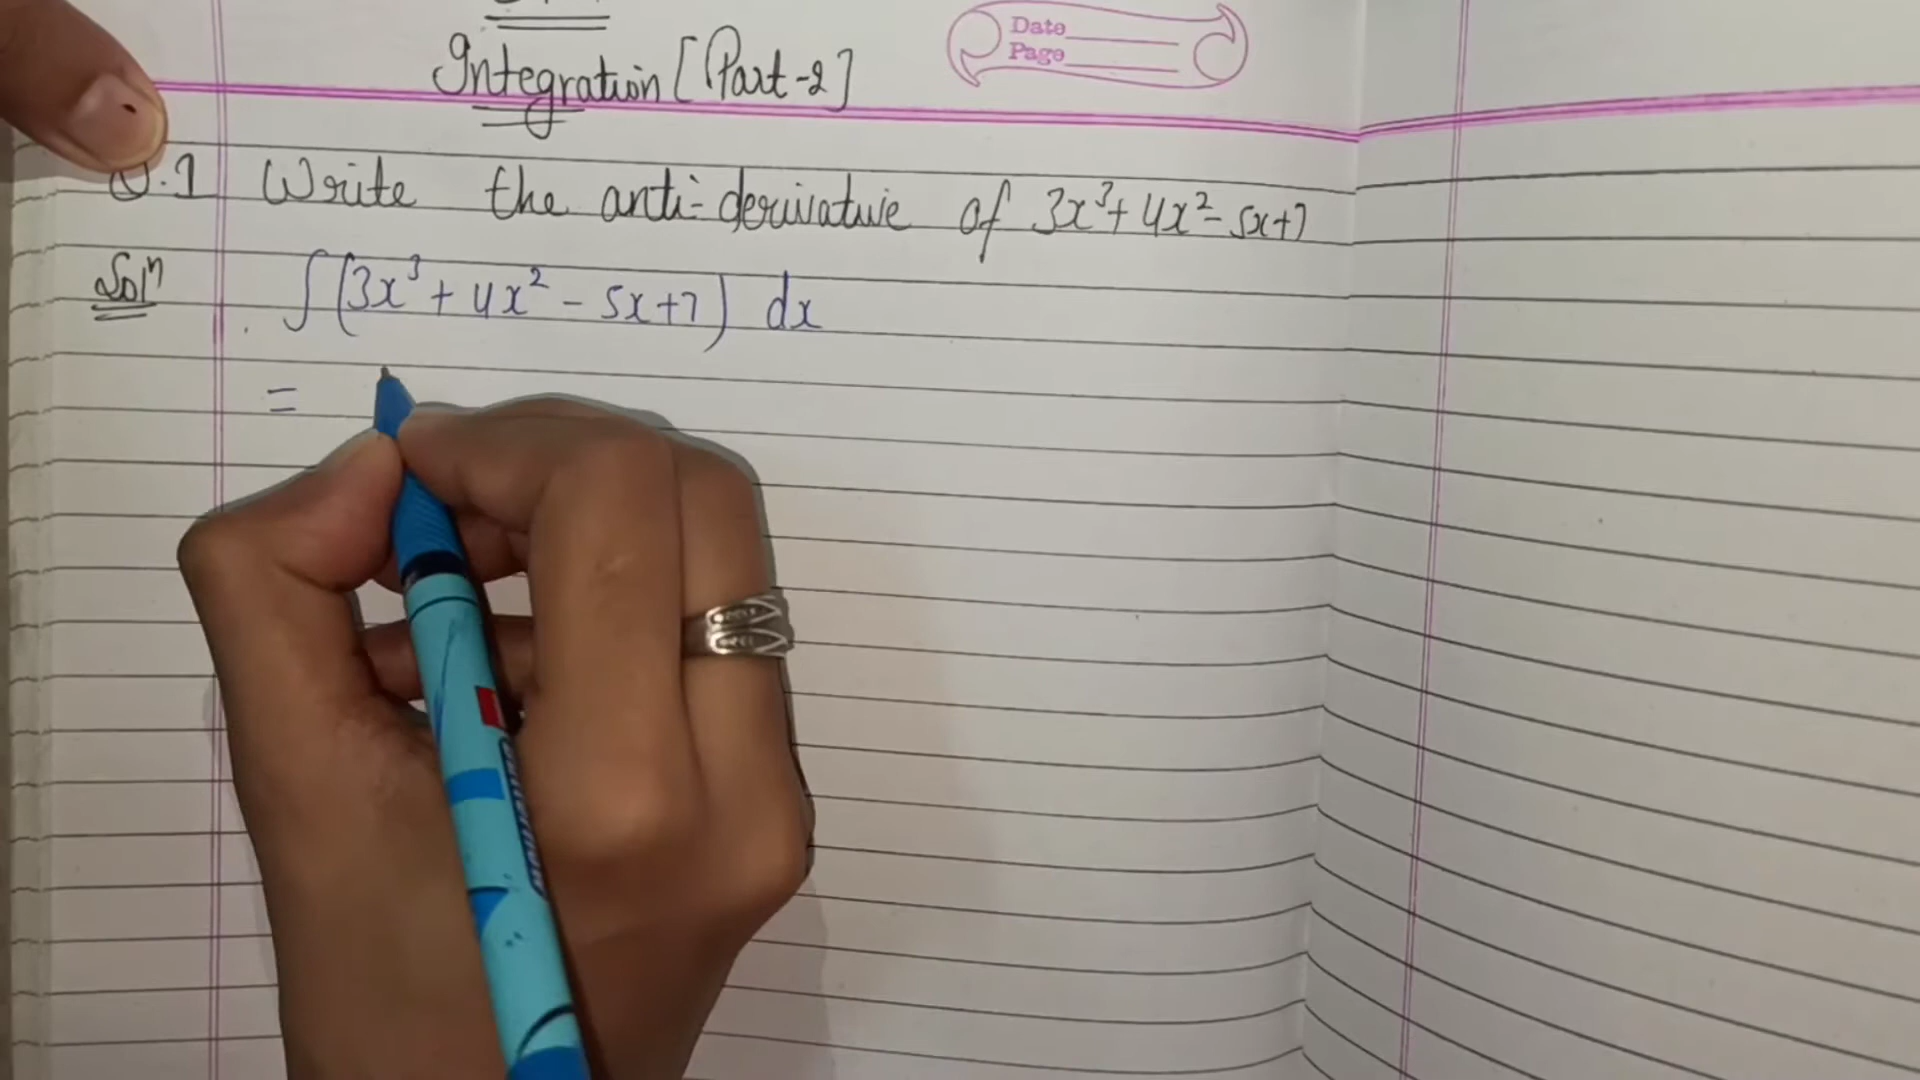 Integration [Part-2]
Date
Page
Q.1 Write the anti-derivative of 3x³+4x²-5x+7
Solⁿ ∫(3x³+4x²-5x+7) dx
=